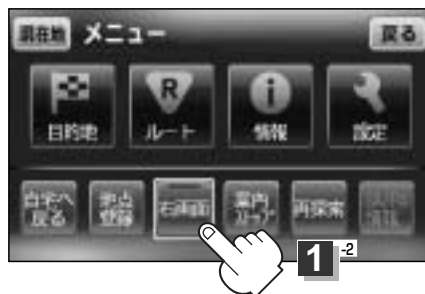 現在地 メニュー 戻る
目的地 R ルート i 情報 設定
自宅へ
戻る
地点
登録
右画面
案内
ストップ
再探索
1 -2